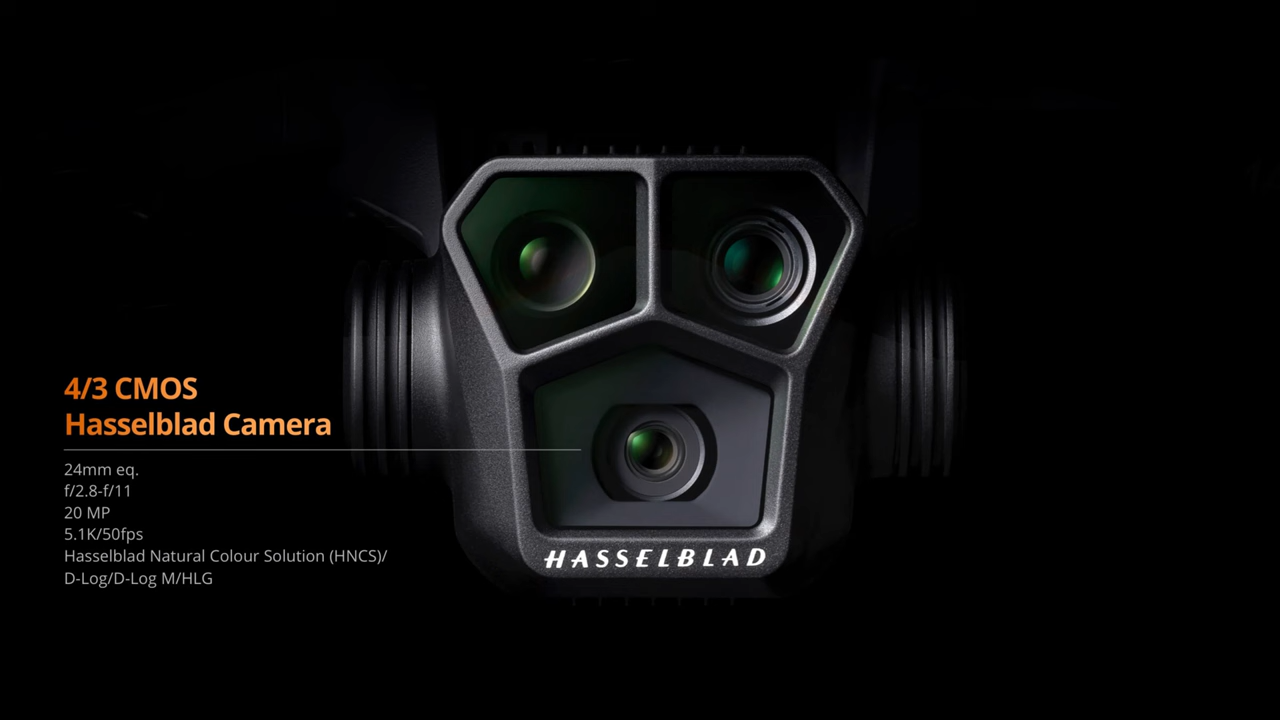 4/3 CMOS
Hasselblad Camera
24mm eq.
f/2.8-f/11
20 MP
5.1K/50fps
Hasselblad Natural Colour Solution (HNCS)/
D-Log/D-Log M/HLG
HASSELBLAD